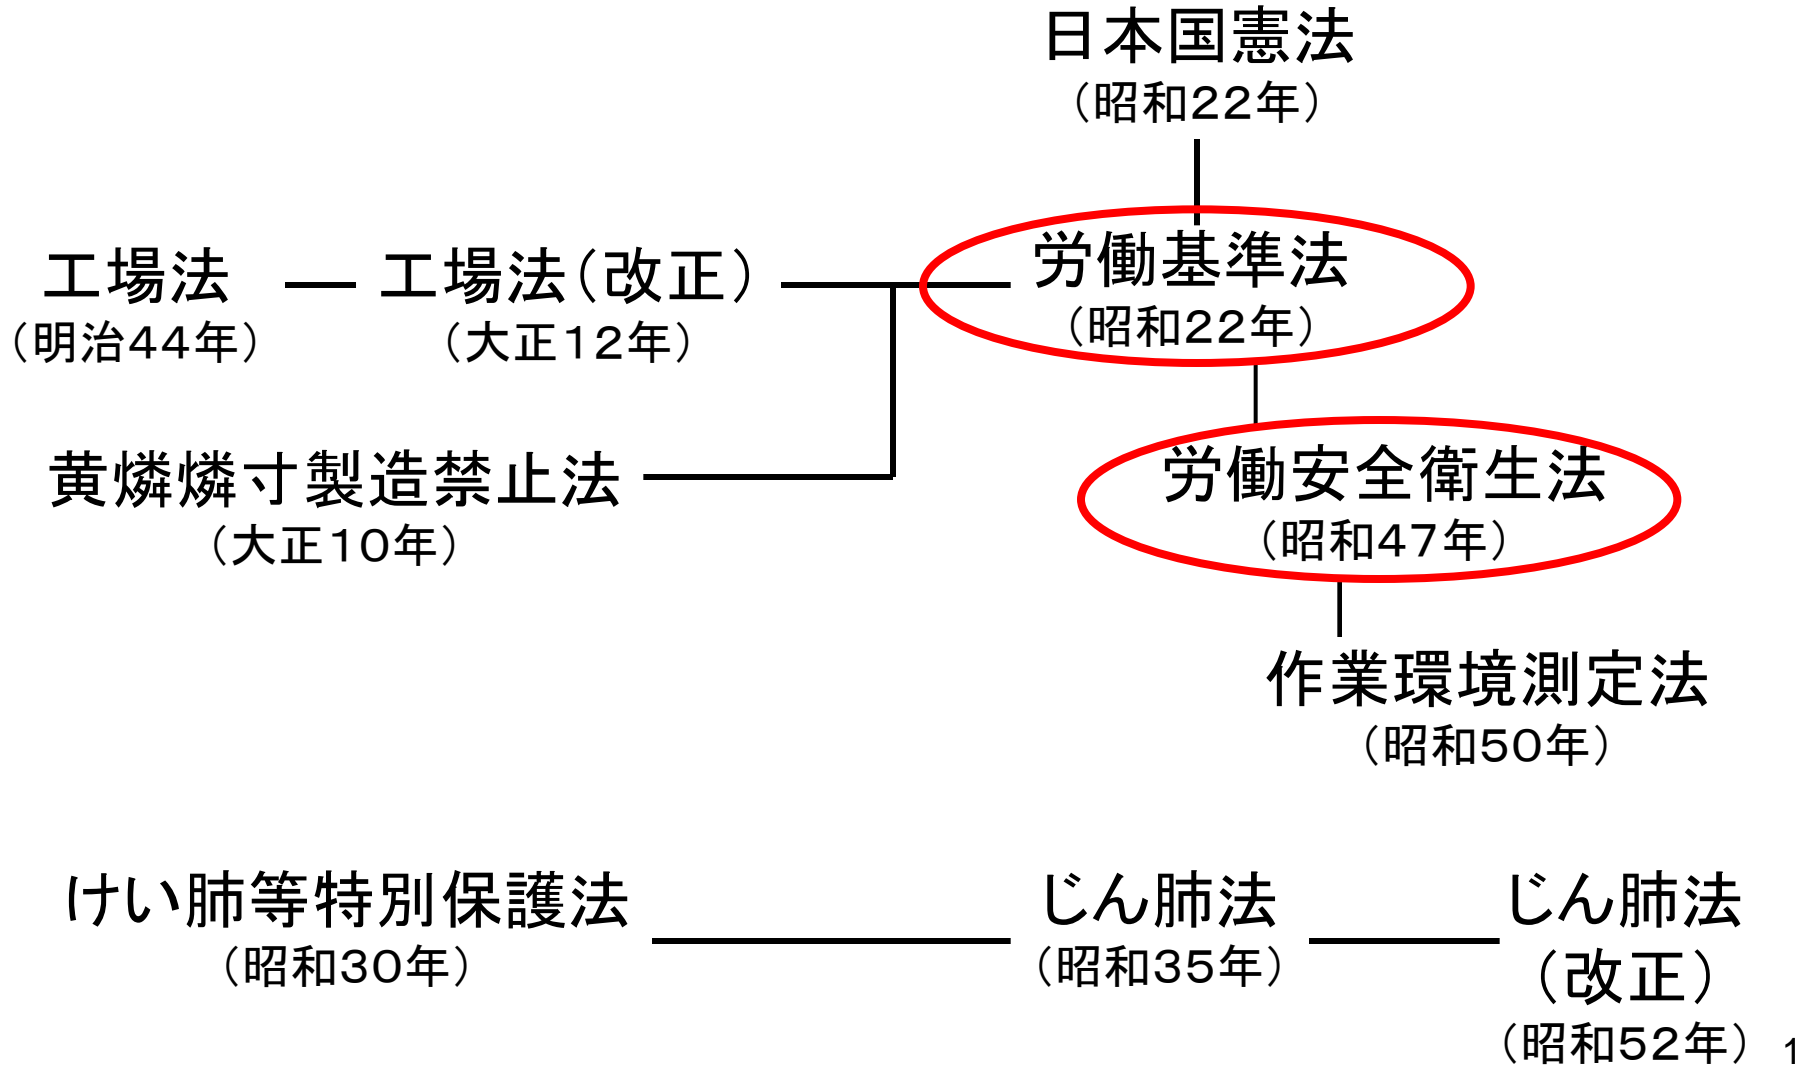 日本国憲法
（昭和22年）
工場法
（明治44年）
工場法（改正）
（大正12年）
労働基準法
（昭和22年）
黄燐燐寸製造禁止法
（大正10年）
労働安全衛生法
（昭和47年）
作業環境測定法
（昭和50年）
けい肺等特別保護法
（昭和30年）
じん肺法
（昭和35年）
じん肺法
（改正）
（昭和52年）
1